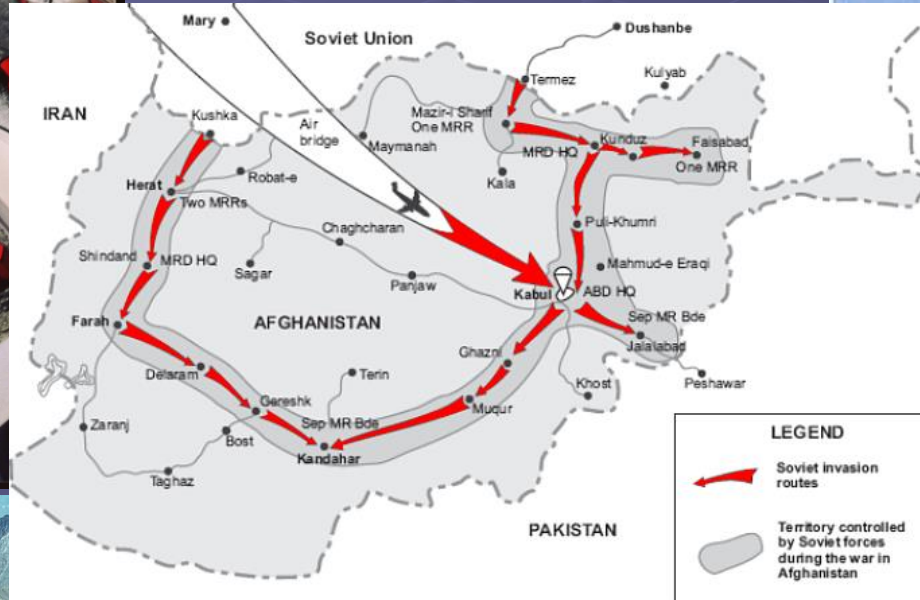 Mary
Soviet Union
Dushanbe
Termez
Kulyab
IRAN
Kushka
Air
bridge
Maymanah
Mazir-i Sharif
One MRR
MRD HQ
Kunduz
Faisabad
One MRR
Kala
Herat
Robat-e
Two MRRs
Puli-Khumri
Chaghcharan
Shindand
MRD HQ
Sagar
Panjaw
Mahmud-e Eraqi
Kabul
ABD HQ
Farah
AFGHANISTAN
Sep MR Bde
Jalalabad
Ghazni
Delaram
Terin
Khost
Peshawar
Gereshk
Muqur
Zaranj
Bost
Sep MR Bde
Kandahar
Taghaz
PAKISTAN
LEGEND
Soviet invasion
routes
Territory controlled
by Soviet forces
during the war in
Afghanistan